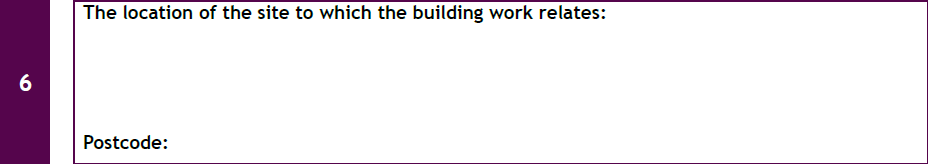 The location of the site to which the building work relates:
6
Postcode: